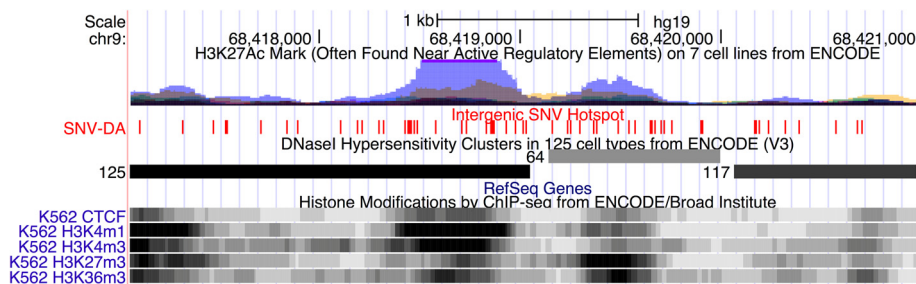 Scale 1 kb hg19
chr9: 68,418,000 68,419,000 68,420,000 68,421,000
H3K27Ac Mark (Often Found Near Active Regulatory Elements) on 7 cell lines from ENCODE
Intergenic SNV Hotspot
SNV-DA
DNaseI Hypersensitivity Clusters in 125 cell types from ENCODE (V3)
64
125 117
RefSeq Genes
Histone Modifications by ChIP-seq from ENCODE/Broad Institute
K562 CTCF
K562 H3K4m1
K562 H3K4m3
K562 H3K27m3
K562 H3K36m3